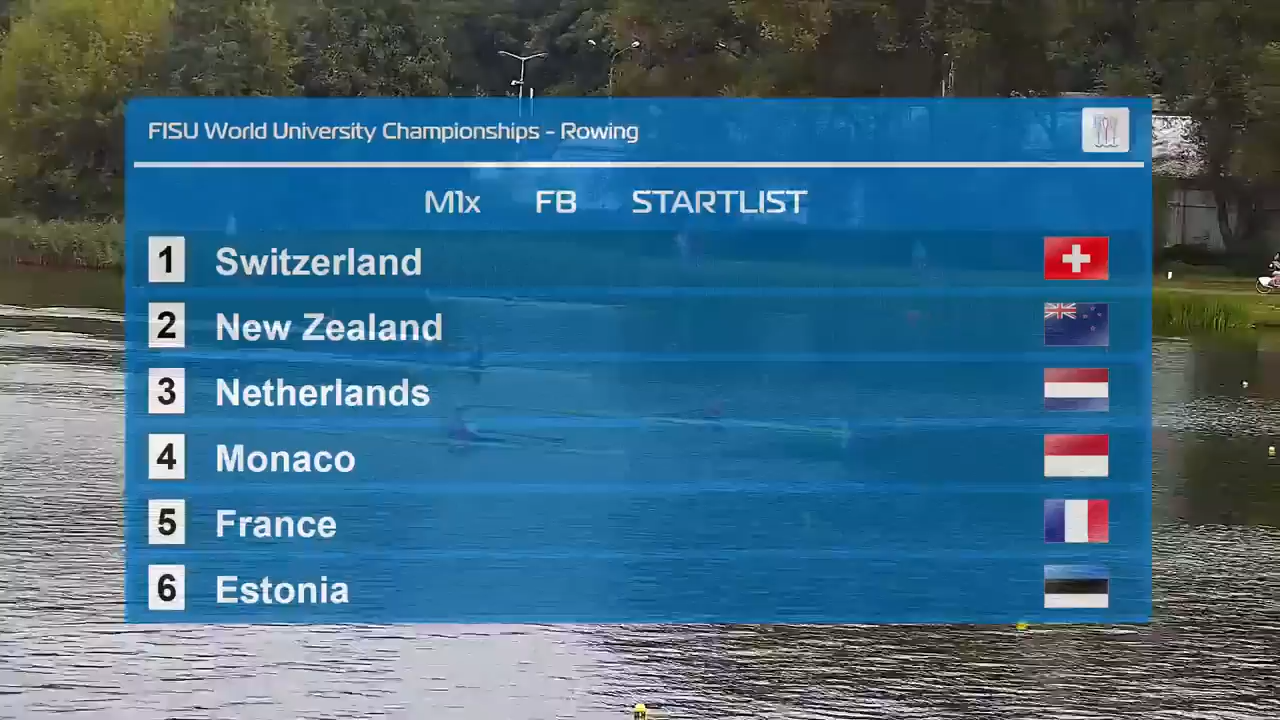 FISU World University Championships - Rowing
M1x FB STARTLIST
1 Switzerland
2 New Zealand
3 Netherlands
4 Monaco
5 France
6 Estonia